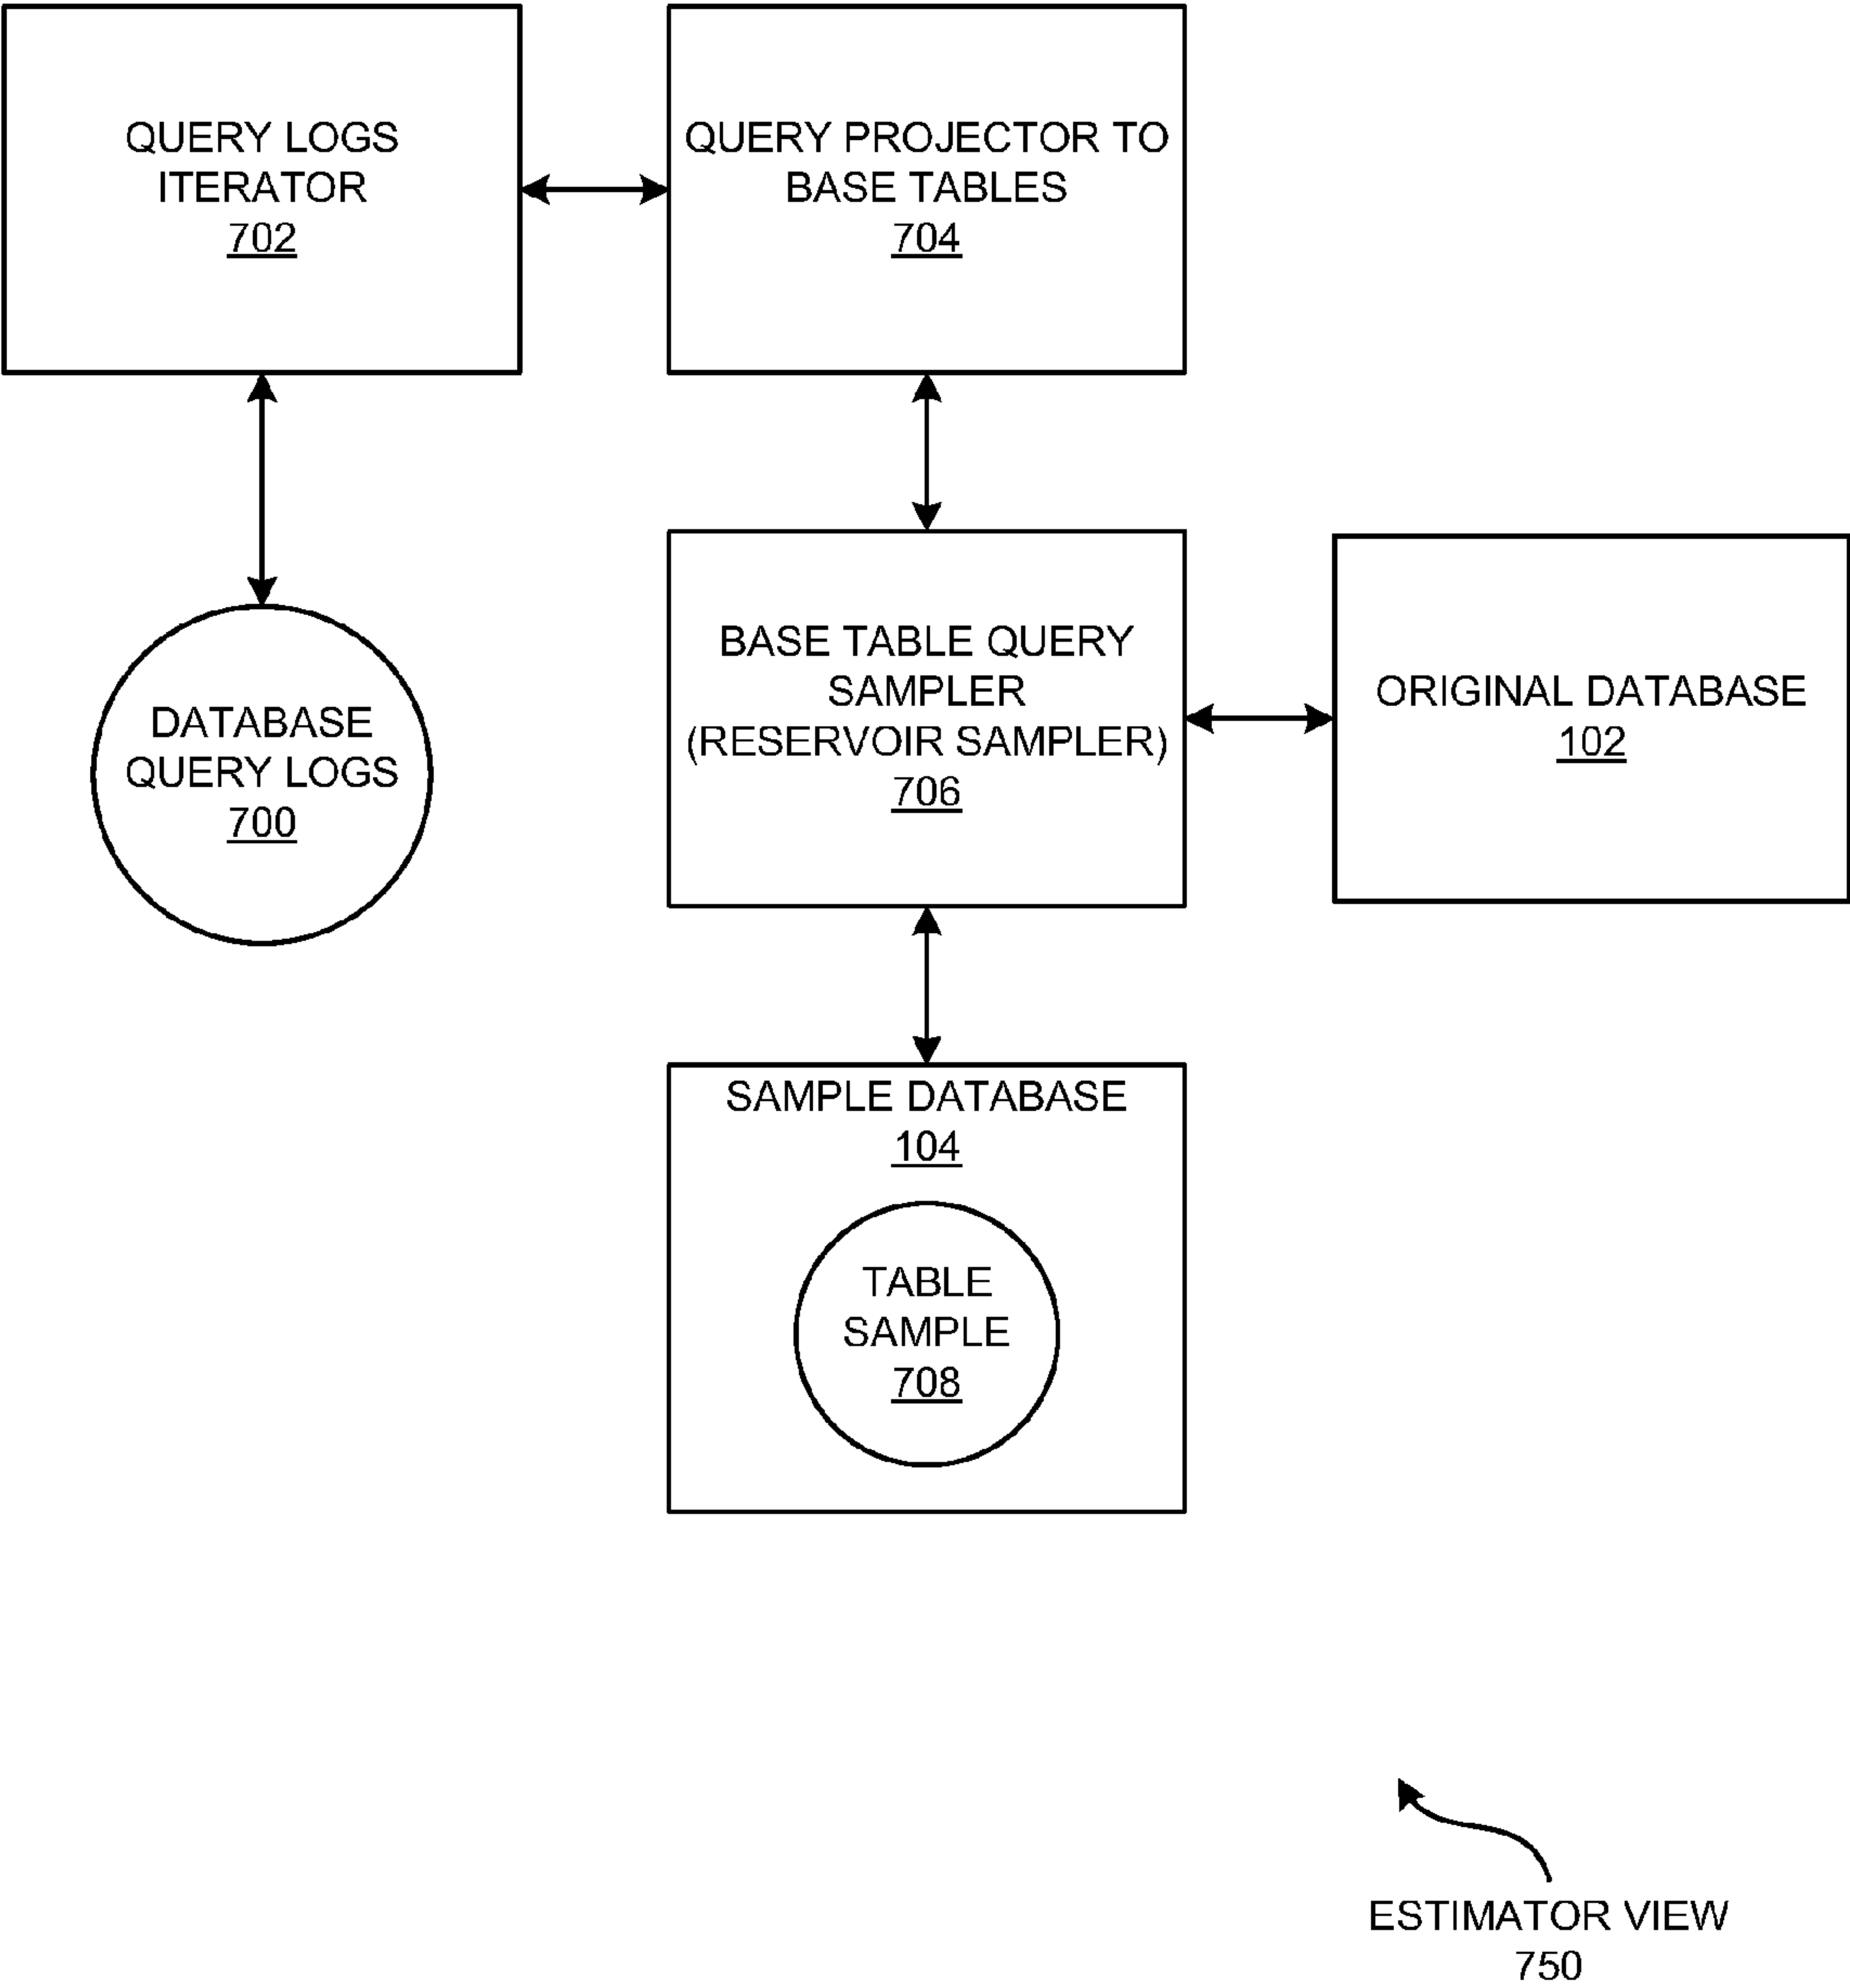 QUERY LOGS
ITERATOR
702
QUERY PROJECTOR TO
BASE TABLES
704
DATABASE
QUERY LOGS
700
BASE TABLE QUERY
SAMPLER
(RESERVOIR SAMPLER)
706
ORIGINAL DATABASE
102
SAMPLE DATABASE
104
TABLE
SAMPLE
708
ESTIMATOR VIEW
750